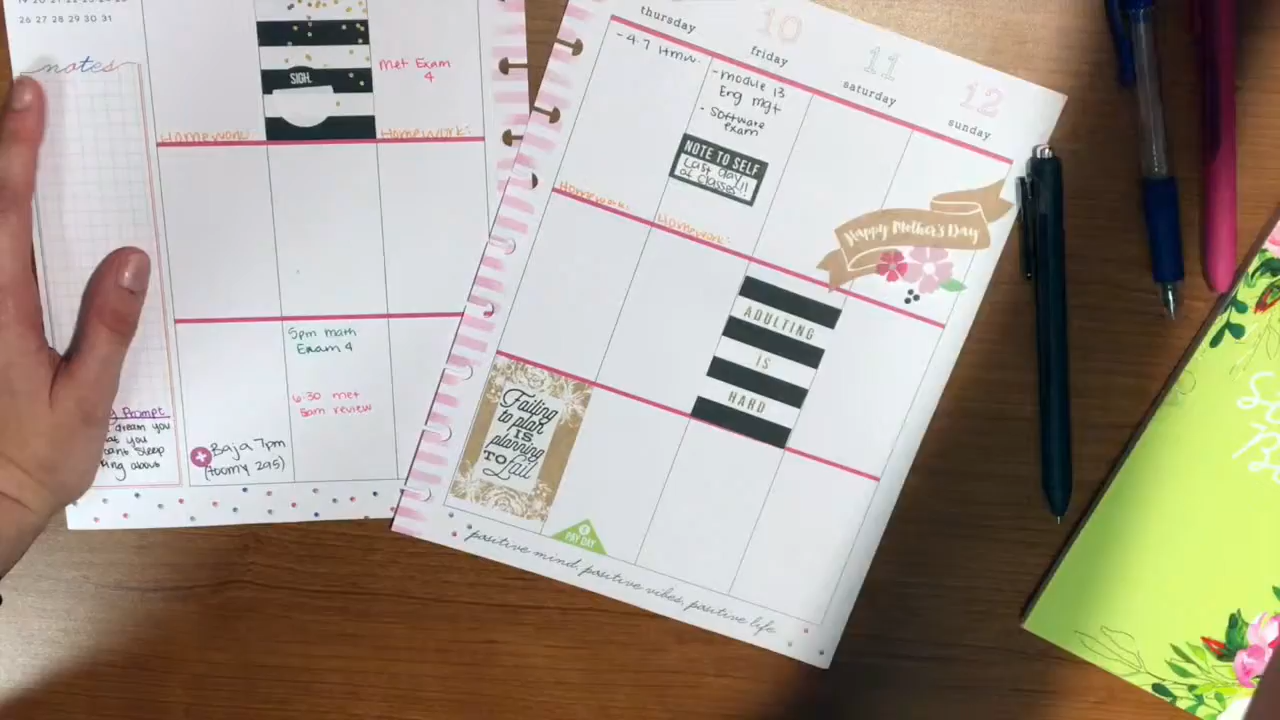 26 27 28 29 30 31
notes
SIGH.
Met Exam
4
Homework:
Homework:
5pm math
Exam 4
6:30 met
Exam review
Prompt
dream you
at you
cant sleep
about
Baja 7pm
(toomy 295)
thursday
10
friday
11
saturday
12
sunday
-4.7 Hmw.
-module 13
Eng mgt
- Software
exam
NOTE TO SELF
Last day
of classes!!
Homework:
Homework:
Happy Mother's Day
ADULTING
IS
HARD
Failing
to plan
IS
planning
TO Fail
PAY DAY
positive mind. positive vibes. positive life